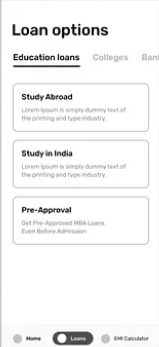 Loan options
Education loans Colleges Ban
Study Abroad
Lorem Ipsum is simply dummy text of
the printing and type industry.
Study in India
Lorem Ipsum is simply dummy text of
the printing and type industry.
Pre-Approval
Get Pre-Approved MBA Loans
Even Before Admission
Home Loans EMI Calculator